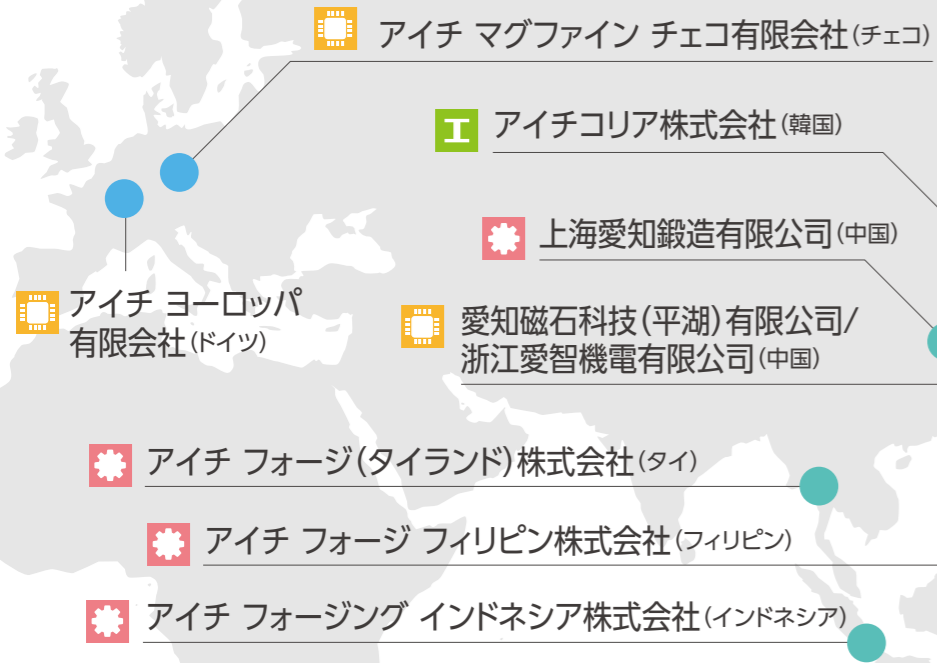 アイチ マグファイン チェコ有限会社(チェコ)
アイチコリア株式会社(韓国)
上海愛知鍛造有限公司(中国)
アイチ ヨーロッパ
有限会社(ドイツ)
愛知磁石科技(平湖)有限公司/
浙江愛智機電有限公司(中国)
アイチ フォージ(タイランド)株式会社(タイ)
アイチ フォージ フィリピン株式会社(フィリピン)
アイチ フォージング インドネシア株式会社(インドネシア)